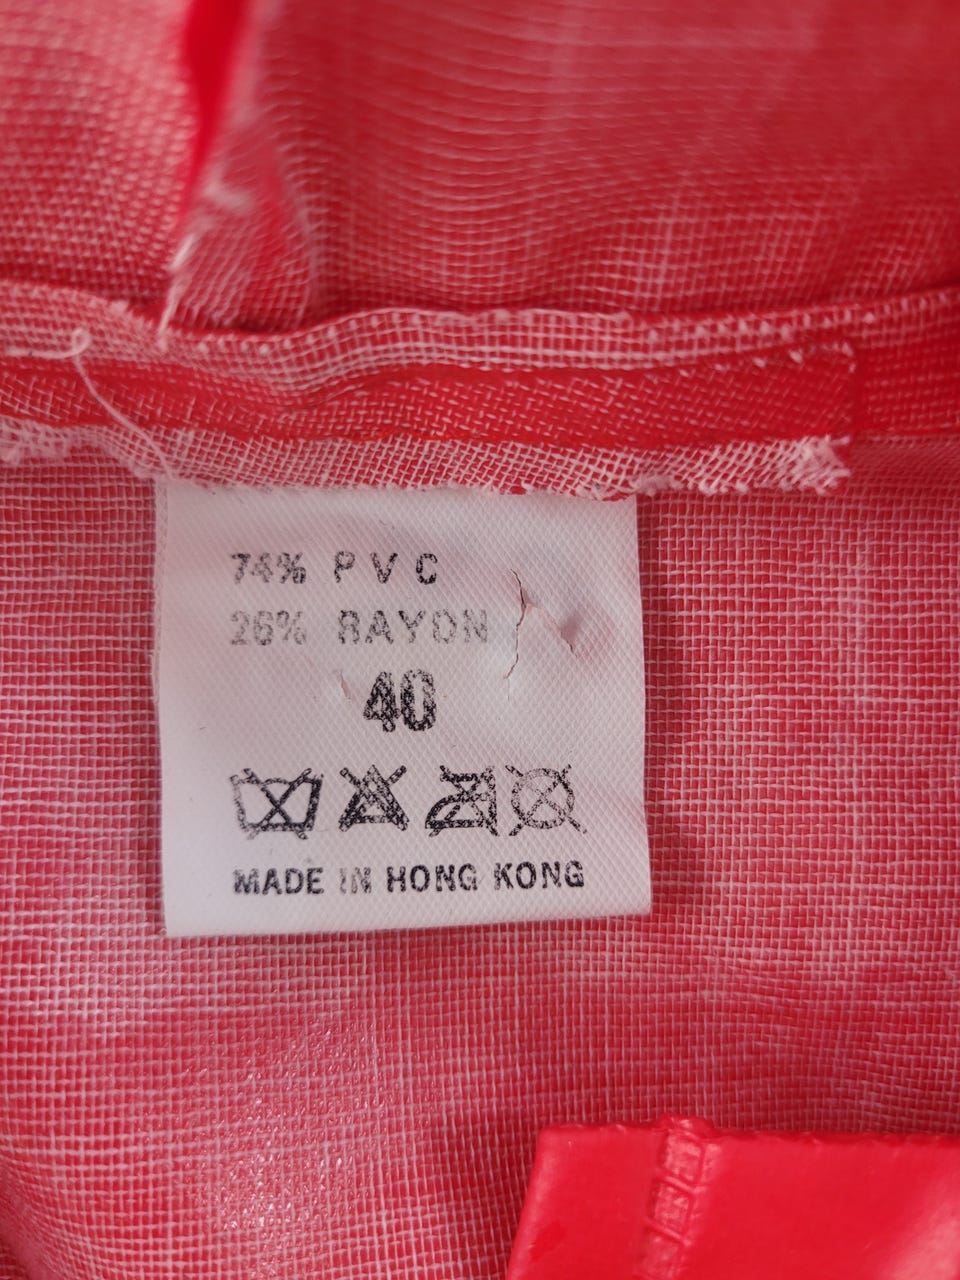 74% PVC
26% RAYON
40
MADE IN HONG KONG